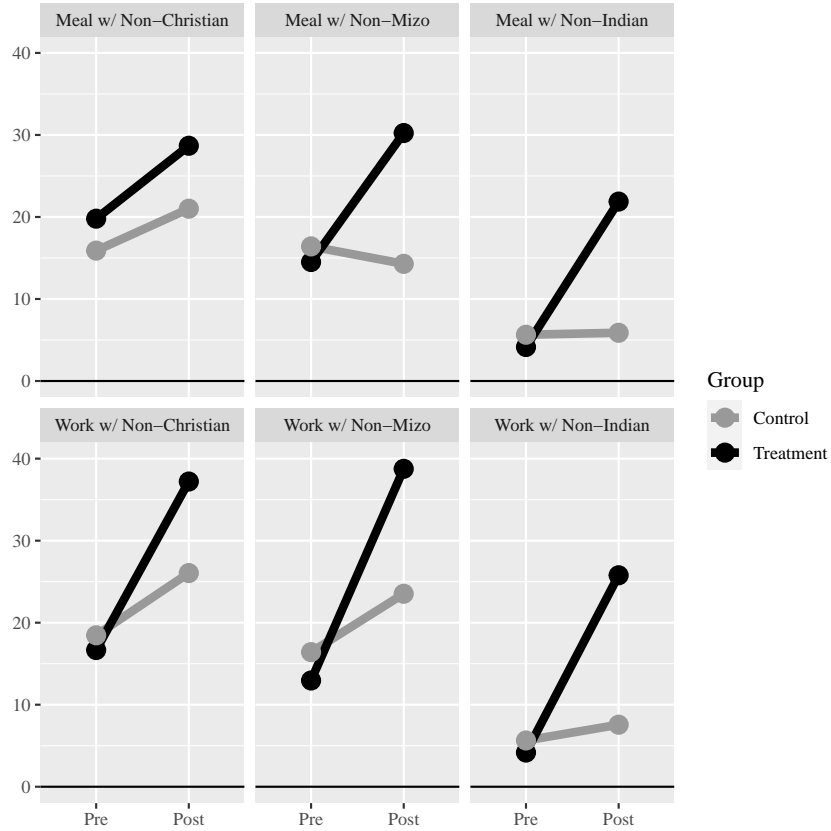 Meal w/ Non−Christian
Meal w/ Non−Mizo
Meal w/ Non−Indian
40
30
20
10
0
Work w/ Non−Christian
Work w/ Non−Mizo
Work w/ Non−Indian
40
30
20
10
0
Pre
Post
Pre
Post
Pre
Post
Group
Control
Treatment